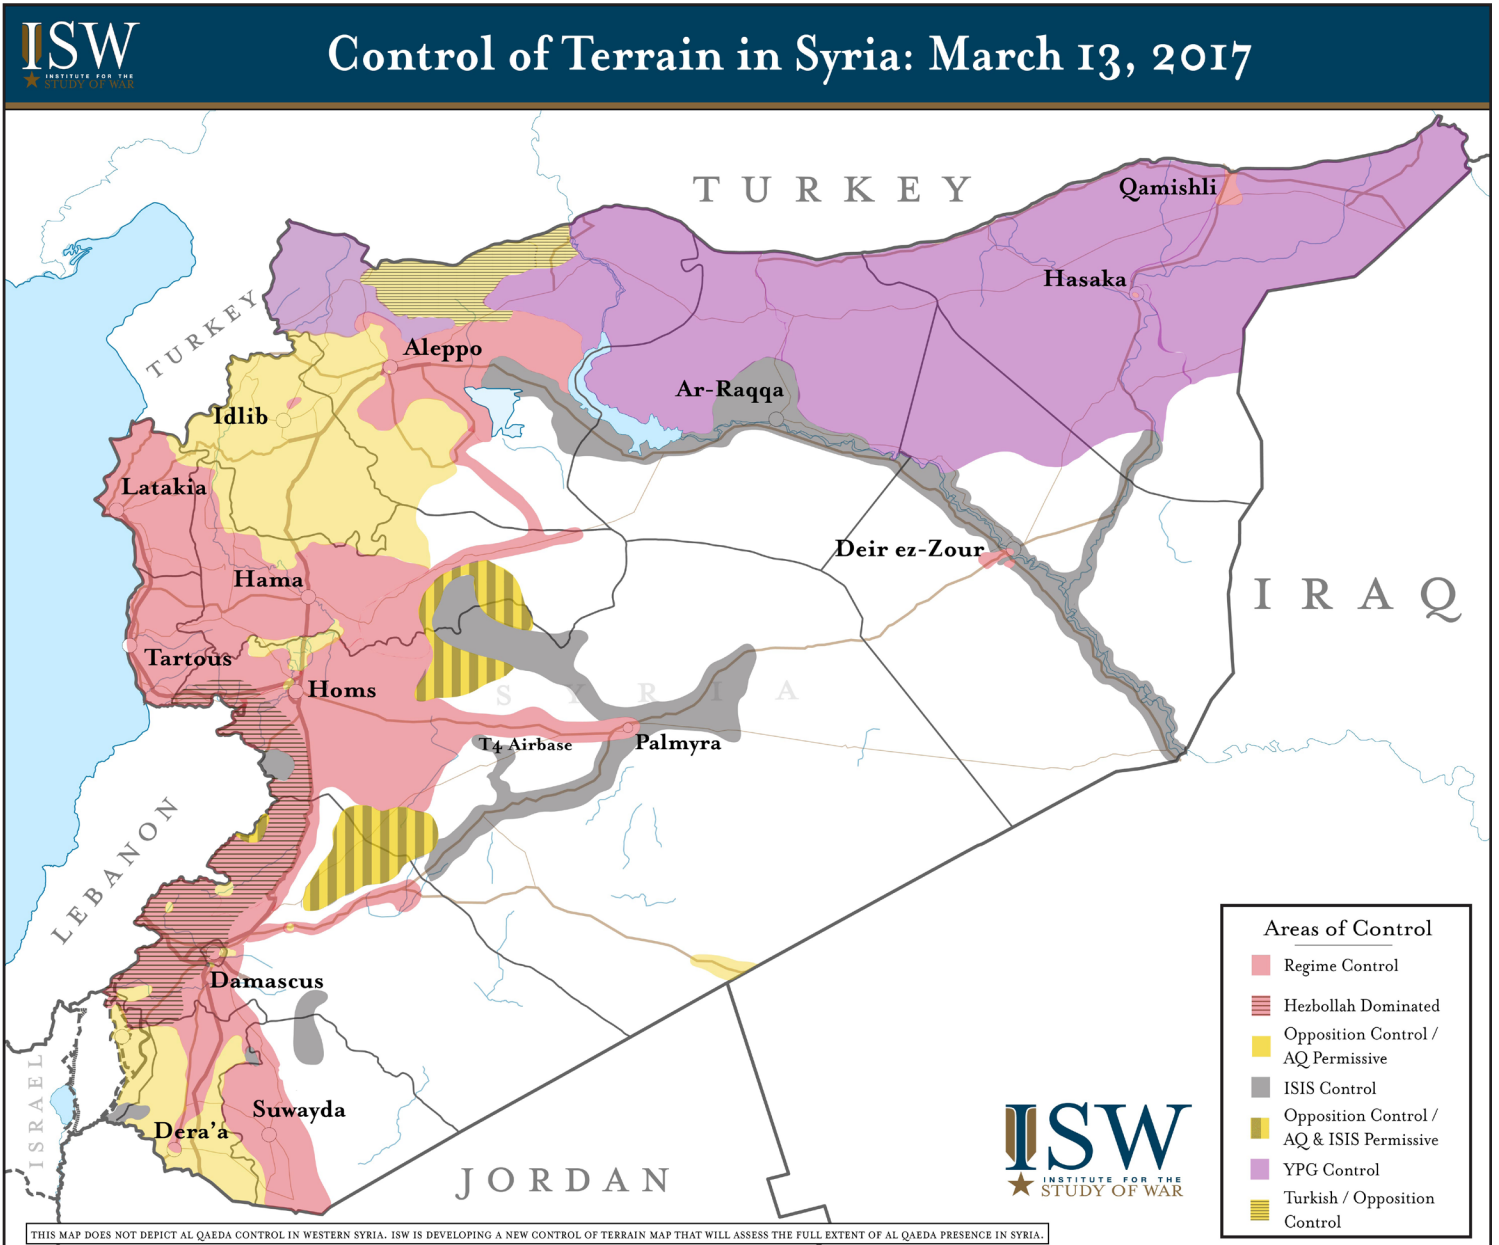 ISW
INSTITUTE FOR THE
STUDY OF WAR
Control of Terrain in Syria: March 13, 2017
TURKEY
Qamishli
Hasaka
TURKEY
Aleppo
Ar-Raqqa
Idlib
Latakia
Deir ez-Zour
Hama
IRAQ
Tartous
Homs
SYRIA
T4 Airbase
Palmyra
LEBANON
Damascus
ISRAEL
Suwayda
Dera'a
JORDAN
Areas of Control
Regime Control
Hezbollah Dominated
Opposition Control /
AQ Permissive
ISIS Control
Opposition Control /
AQ & ISIS Permissive
YPG Control
Turkish / Opposition
Control
ISW
INSTITUTE FOR THE
STUDY OF WAR
THIS MAP DOES NOT DEPICT AL QAEDA CONTROL IN WESTERN SYRIA. ISW IS DEVELOPING A NEW CONTROL OF TERRAIN MAP THAT WILL ASSESS THE FULL EXTENT OF AL QAEDA PRESENCE IN SYRIA.